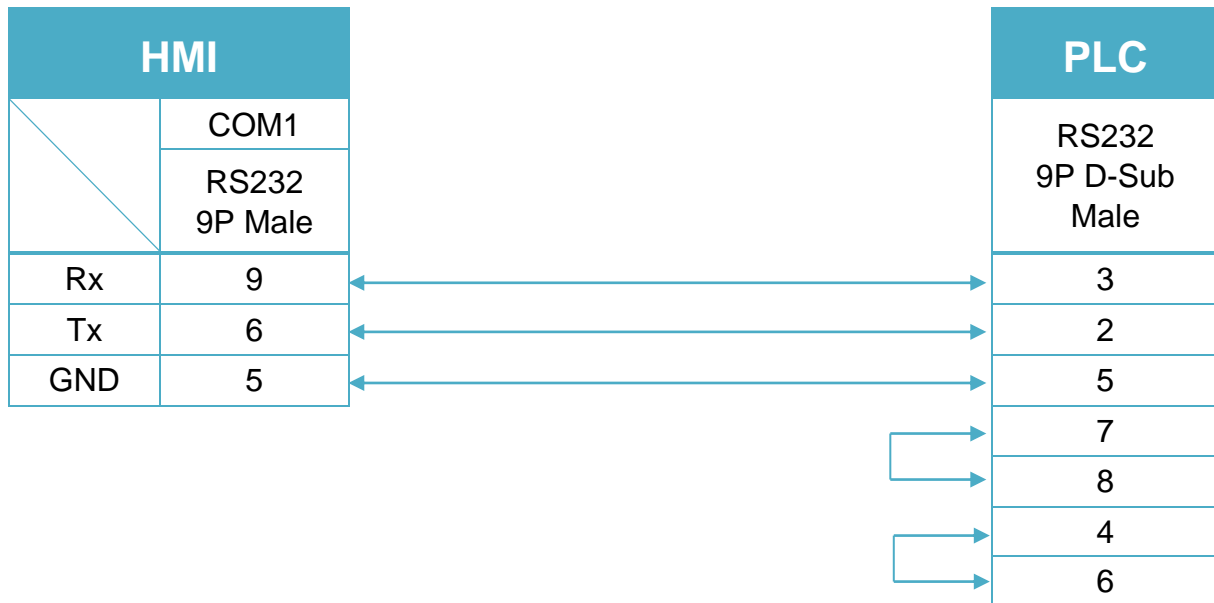 HMI
PLC
COM1
RS232
9P Male
RS232
9P D-Sub
Male
Rx 9 3
Tx 6 2
GND 5 5
7
8
4
6